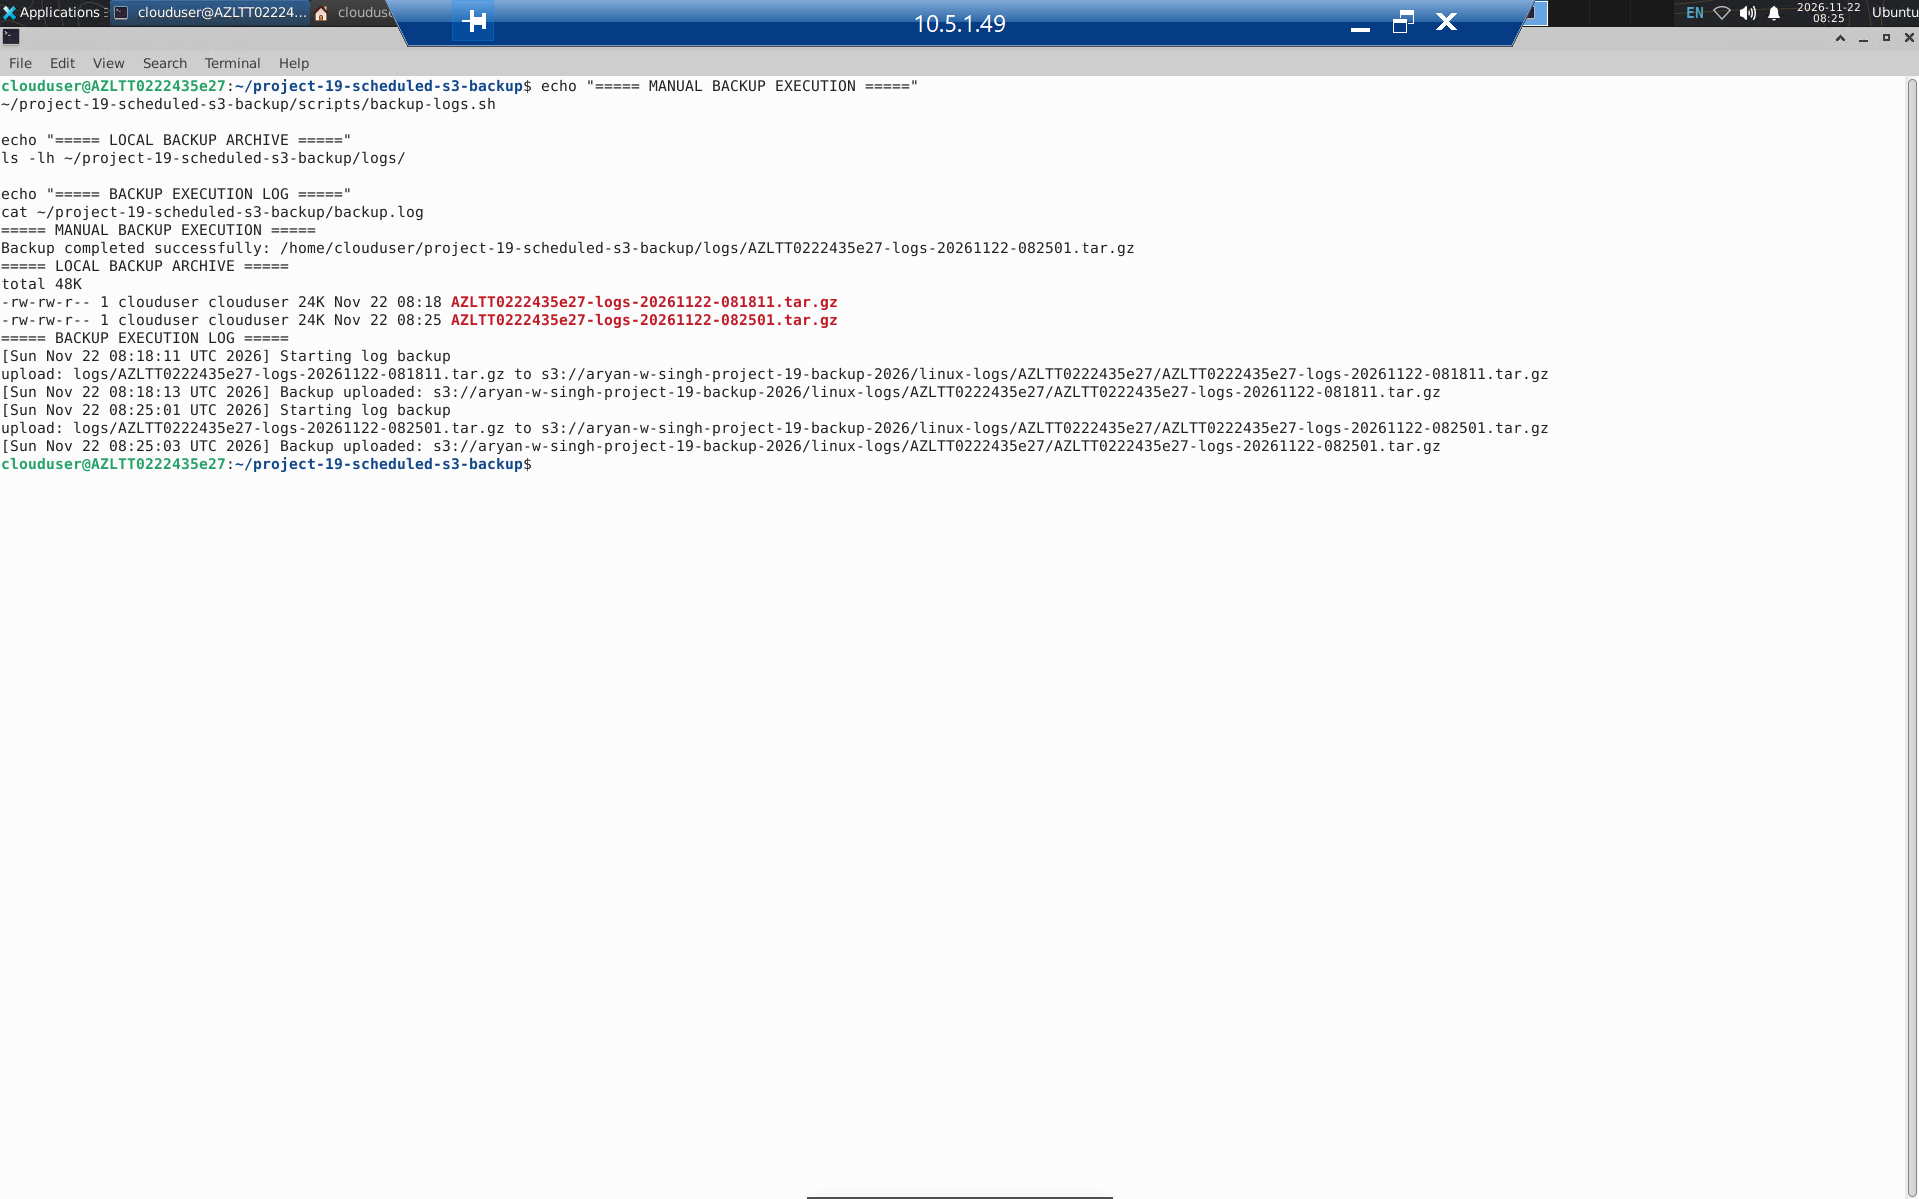 Applications
clouduser@AZLTT02224...
clouduse
10.5.1.49
EN
2026-11-22
08:25
Ubuntu
File Edit View Search Terminal Help
clouduser@AZLTT0222435e27:~/project-19-scheduled-s3-backup$ echo "===== MANUAL BACKUP EXECUTION ====="
~/project-19-scheduled-s3-backup/scripts/backup-logs.sh
echo "===== LOCAL BACKUP ARCHIVE ====="
ls -lh ~/project-19-scheduled-s3-backup/logs/
echo "===== BACKUP EXECUTION LOG ====="
cat ~/project-19-scheduled-s3-backup/backup.log
===== MANUAL BACKUP EXECUTION =====
Backup completed successfully: /home/clouduser/project-19-scheduled-s3-backup/logs/AZLTT0222435e27-logs-20261122-082501.tar.gz
===== LOCAL BACKUP ARCHIVE =====
total 48K
-rw-rw-r-- 1 clouduser clouduser 24K Nov 22 08:18 AZLTT0222435e27-logs-20261122-081811.tar.gz
-rw-rw-r-- 1 clouduser clouduser 24K Nov 22 08:25 AZLTT0222435e27-logs-20261122-082501.tar.gz
===== BACKUP EXECUTION LOG =====
[Sun Nov 22 08:18:11 UTC 2026] Starting log backup
upload: logs/AZLTT0222435e27-logs-20261122-081811.tar.gz to s3://aryan-w-singh-project-19-backup-2026/linux-logs/AZLTT0222435e27/AZLTT0222435e27-logs-20261122-081811.tar.gz
[Sun Nov 22 08:18:13 UTC 2026] Backup uploaded: s3://aryan-w-singh-project-19-backup-2026/linux-logs/AZLTT0222435e27/AZLTT0222435e27-logs-20261122-081811.tar.gz
[Sun Nov 22 08:25:01 UTC 2026] Starting log backup
upload: logs/AZLTT0222435e27-logs-20261122-082501.tar.gz to s3://aryan-w-singh-project-19-backup-2026/linux-logs/AZLTT0222435e27/AZLTT0222435e27-logs-20261122-082501.tar.gz
[Sun Nov 22 08:25:03 UTC 2026] Backup uploaded: s3://aryan-w-singh-project-19-backup-2026/linux-logs/AZLTT0222435e27/AZLTT0222435e27-logs-20261122-082501.tar.gz
clouduser@AZLTT0222435e27:~/project-19-scheduled-s3-backup$